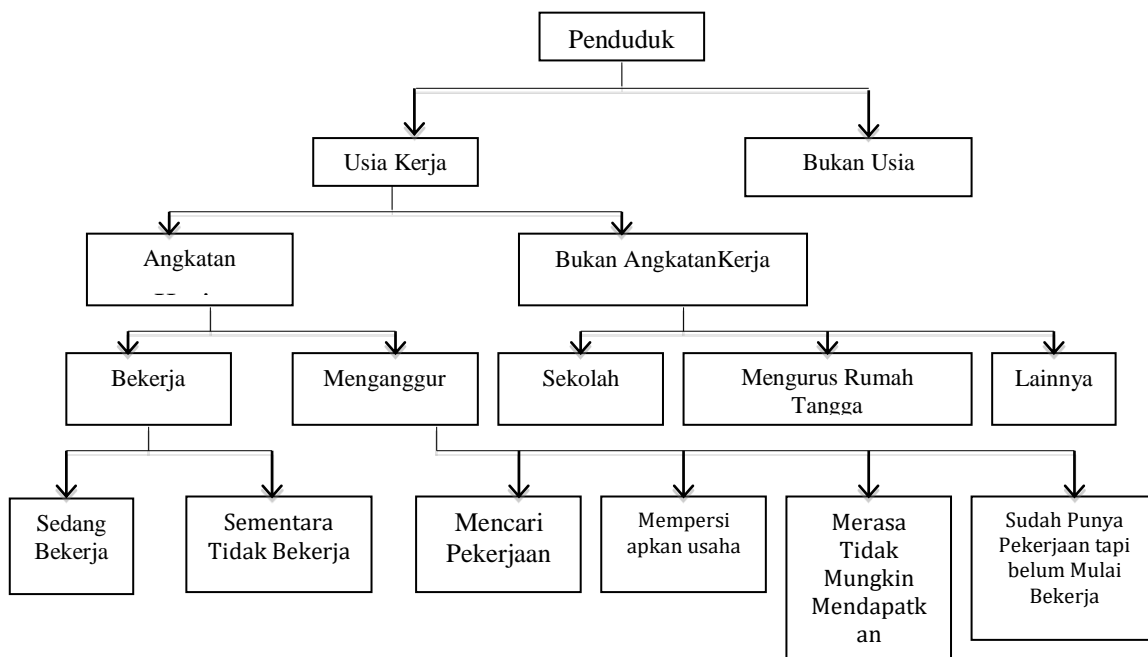 Penduduk
Usia Kerja
Bukan Usia
Angkatan
Bukan AngkatanKerja
Bekerja
Menganggur
Sekolah
Mengurus Rumah
Tangga
Lainnya
Sedang
Bekerja
Sementara
Tidak Bekerja
Mencari
Pekerjaan
Mempersi
apkan usaha
Merasa
Tidak
Mungkin
Mendapatk
an
Sudah Punya
Pekerjaan tapi
belum Mulai
Bekerja